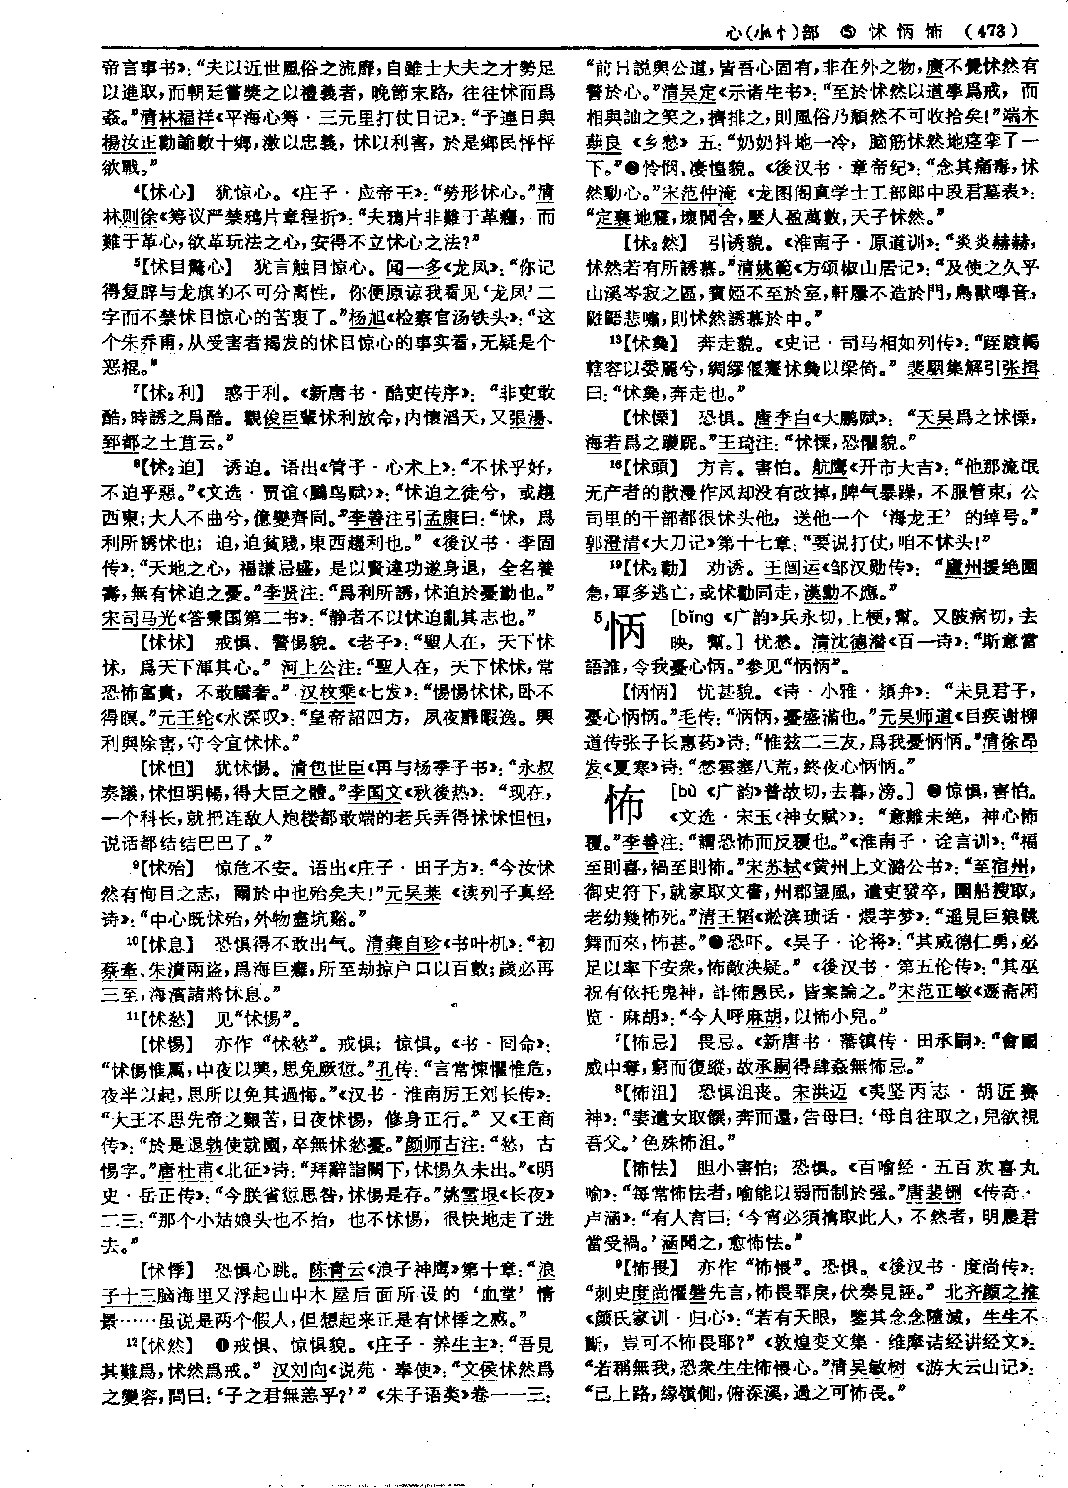 心(小忄)部 ⑤ 怵怲怖 (473)
帝言事书》：“夫以近世風俗之流靡，自雖士大夫之才勢足
以進取，而朝廷嘗獎之以禮義者，晚節末路，往往怵而爲
姦。”清林福祥《平海心筹·三元里打仗日记》：“予連日與
楊汝正勸諭數十鄉，激以忠義，怵以利害，於是鄉民怦怦
欲戰。”
4【怵心】 犹惊心。《庄子·应帝王》：“勞形怵心。”清
林则徐《筹议严禁鸦片章程折》：“夫鴉片非難于革癮，而
難于革心，欲革玩法之心，安得不立怵心之法？”
5【怵目驚心】 犹言触目惊心。闻一多《龙凤》：“你记
得复辟与龙旗的不可分离性，你便原谅我看见‘龙凤’二
字而不禁怵目惊心的苦衷了。”杨旭《检察官汤铁头》：“这
个朱乔甫，从受害者揭发的怵目惊心的事实看，无疑是个
恶棍。”
7【怵2利】 惑于利。《新唐书·酷吏传序》：“非吏敢
酷，時誘之爲酷。觀俊臣輩怵利放命，内懷滔天，又張湯、
郅都之土苴云。”
8【怵2迫】 诱迫。语出《管子·心术上》：“不怵乎好，
不迫乎惡。”《文选·贾谊〈鵩鸟赋〉》：“怵迫之徒兮，或趨
西東；大人不曲兮，億變齊同。”李善注引孟康曰：“怵，爲
利所誘怵也；迫，迫貧賤，東西趨利也。”《後汉书·李固
传》：“天地之心，福謙忌盛，是以賢達功遂身退，全名養
壽，無有怵迫之憂。”李贤注：“爲利所誘，怵迫於憂勤也。”
宋司马光《答秉国第二书》：“静者不以怵迫亂其志也。”
【怵怵】 戒惧、警惕貌。《老子》：“聖人在，天下怵
怵，爲天下渾其心。”河上公注：“聖人在，天下怵怵，常
恐怖富貴，不敢驕奢。”汉枚乘《七发》：“惕惕怵怵，卧不
得瞑。”元王绘《水深叹》：“皇帝詔四方，夙夜靡暇逸。興
利與除害，守令宜怵怵。”
【怵怛】 犹怵惕。清包世臣《再与杨季子书》：“永叔
奏議，怵怛明暢，得大臣之體。”李国文《秋後热》：“现在，
一个科长，就把连敌人炮楼都敢端的老兵弄得怵怵怛怛，
说话都结结巴巴了。”
9【怵殆】 惊危不安。语出《庄子·田子方》：“今汝怵
然有恂目之志，爾於中也殆矣夫！”元吴莱《读列子真经
诗》：“中心既怵殆，外物盡坑谿。”
10【怵息】 恐惧得不敢出气。清龚自珍《书叶机》：“初
蔡牽、朱濆兩盜，爲海巨癰，所至劫掠户口以百數；歲必再
三至，海濱諸將怵息。”
11【怵惄】 见“怵惕”。
【怵惕】 亦作“怵惄”。戒惧；惊惧。《书·冏命》：
“怵惕惟厲，中夜以興，思免厥愆。”孔传：“言常悚懼惟危，
夜半以起，思所以免其過悔。”《汉书·淮南厉王刘长传》：
“大王不思先帝之艱苦，日夜怵惕，修身正行。”又《王商
传》：“於是退勃使就國，卒無怵惄憂。”颜师古注：“惄，古
惕字。”唐杜甫《北征》诗：“拜辭詣闕下，怵惕久未出。”《明
史·岳正传》：“今朕省愆思咎，怵惕是存。”姚雪垠《长夜》
二三：“那个小姑娘头也不抬，也不怵惕，很快地走了进
去。”
【怵悸】 恐惧心跳。陈青云《浪子神鹰》第十章：“浪
子十三脑海里又浮起山中木屋后面所设的‘血堂’情
景……虽说是两个假人，但想起来正是有怵悸之感。”
12【怵然】 ❶戒惧、惊惧貌。《庄子·养生主》：“吾見
其難爲，怵然爲戒。”汉刘向《说苑·奉使》：“文侯怵然爲
之變容，問曰：‘子之君無恙乎？’”《朱子语类》卷一一三：
“前日説與公道，皆吾心固有，非在外之物，廣不覺怵然有
警於心。”清吴定《示诸生书》：“至於怵然以道學爲戒，而
相與訕之笑之，擠排之，則風俗乃頹然不可收拾矣！”端木
蕻良《乡愁》五：“奶奶抖地一冷，脑筋怵然地痉挛了一
下。”❷怜悯、凄惶貌。《後汉书·章帝纪》：“念其痛毒，怵
然動心。”宋范仲淹《龙图阁直学士工部郎中段君墓表》：
“定襄地震，壞閭舍，壓人盈萬數，天子怵然。”
【怵2然】 引诱貌。《淮南子·原道训》：“炎炎赫赫，
怵然若有所誘慕。”清姚範《方颂椒山居记》：“及使之久乎
山溪岑寂之區，賓婭不至於室，軒屨不造於門，鳥獸嘷音，
鼪鼯悲嘯，則怵然誘慕於中。”
13【怵㚟】 奔走貌。《史记·司马相如列传》：“跮踱輵
轄容以委麗兮，綢繆偃蹇怵㚟以梁倚。”裴駰集解引张揖
曰：“怵㚟，奔走也。”
【怵慄】 恐惧。唐李白《大鹏赋》：“天吴爲之怵慄，
海若爲之躨跜。”王琦注：“怵慄，恐懼貌。”
16【怵頭】 方言。害怕。航鹰《开市大吉》：“他那流氓
无产者的散漫作风却没有改掉，脾气暴躁，不服管束，公
司里的干部都很怵头他，送他一个‘海龙王’的绰号。”
郭澄清《大刀记》第十七章：“要说打仗，咱不怵头！”
19【怵2勸】 劝诱。王闿运《邹汉勋传》：“廬州援绝圍
急，軍多逃亡，或怵勸同走，漢勳不應。”
5怲 [bǐng《广韵》兵永切，上梗，幫。又陂病切，去
映，幫。] 忧愁。清沈德潜《百一诗》：“斯意當
語誰，令我憂心怲。”参见“怲怲”。
【怲怲】 忧甚貌。《诗·小雅·頍弁》：“未見君子，
憂心怲怲。”毛传：“怲怲，憂盛滿也。”元吴师道《目疾谢柳
道传张子长惠药》诗：“惟兹二三友，爲我憂怲怲。”清徐昂
发《夏寒》诗：“愁雲塞八荒，終夜心怲怲。”
怖 [bù《广韵》普故切，去暮，滂。] ❶惊惧，害怕。
《文选·宋玉〈神女赋〉》：“意離未絶，神心怖
覆。”李善注：“謂恐怖而反覆也。”《淮南子·诠言训》：“福
至則喜，禍至則怖。”宋苏轼《黄州上文潞公书》：“至宿州，
御史符下，就家取文書，州郡望風，遣吏發卒，圍船搜取，
老幼幾怖死。”清王韬《淞滨琐话·煨芋梦》：“遥見巨狼跳
舞而來，怖甚。”❷恐吓。《吴子·论将》：“其威德仁勇，必
足以率下安衆，怖敵决疑。”《後汉书·第五伦传》：“其巫
祝有依托鬼神，詐怖愚民，皆案論之。”宋范正敏《遯斋闲
览·麻胡》：“今人呼麻胡，以怖小兒。”
7【怖忌】 畏忌。《新唐书·藩镇传·田承嗣》：“會國
威中奪，窮而復縱，故承嗣得肆姦無怖忌。”
8【怖沮】 恐惧沮丧。宋洪迈《夷坚丙志·胡匠赛
神》：“妻遣女取饌，奔而還，告母曰：‘母自往取之，兒欲視
吾父。’色殊怖沮。”
【怖怯】 胆小害怕；恐惧。《百喻经·五百欢喜丸
喻》：“每常怖怯者，喻能以弱而制於强。”唐裴铏《传奇·
卢涵》：“有人言曰：‘今宵必須擒取此人，不然者，明晨君
當受禍。’涵聞之，愈怖怯。”
9【怖畏】 亦作“怖愄”。恐惧。《後汉书·度尚传》：
“刺史度尚懼磐先言，怖畏罪戾，伏奏見誣。”北齐颜之推
《颜氏家训·归心》：“若有天眼，鑒其念念隨滅，生生不
斷，豈可不怖畏耶？”《敦煌变文集·维摩诘经讲经文》：
“若稱無我，恐衆生生怖愄心。”清吴敏树《游大云山记》：
“已上路，缘嶺側，俯深溪，過之可怖畏。”